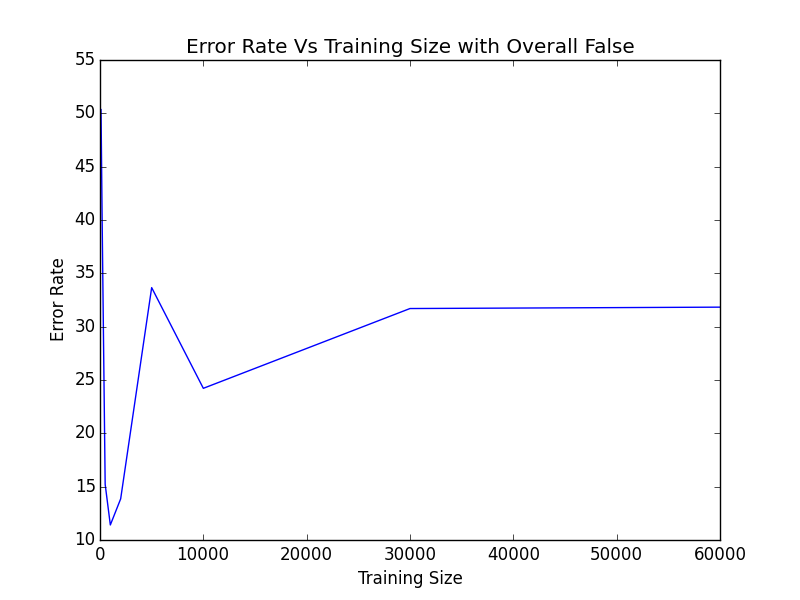 Error Rate Vs Training Size with Overall False
55
50
45
40
35
30
25
20
15
10
Error Rate
0 10000 20000 30000 40000 50000 60000
Training Size